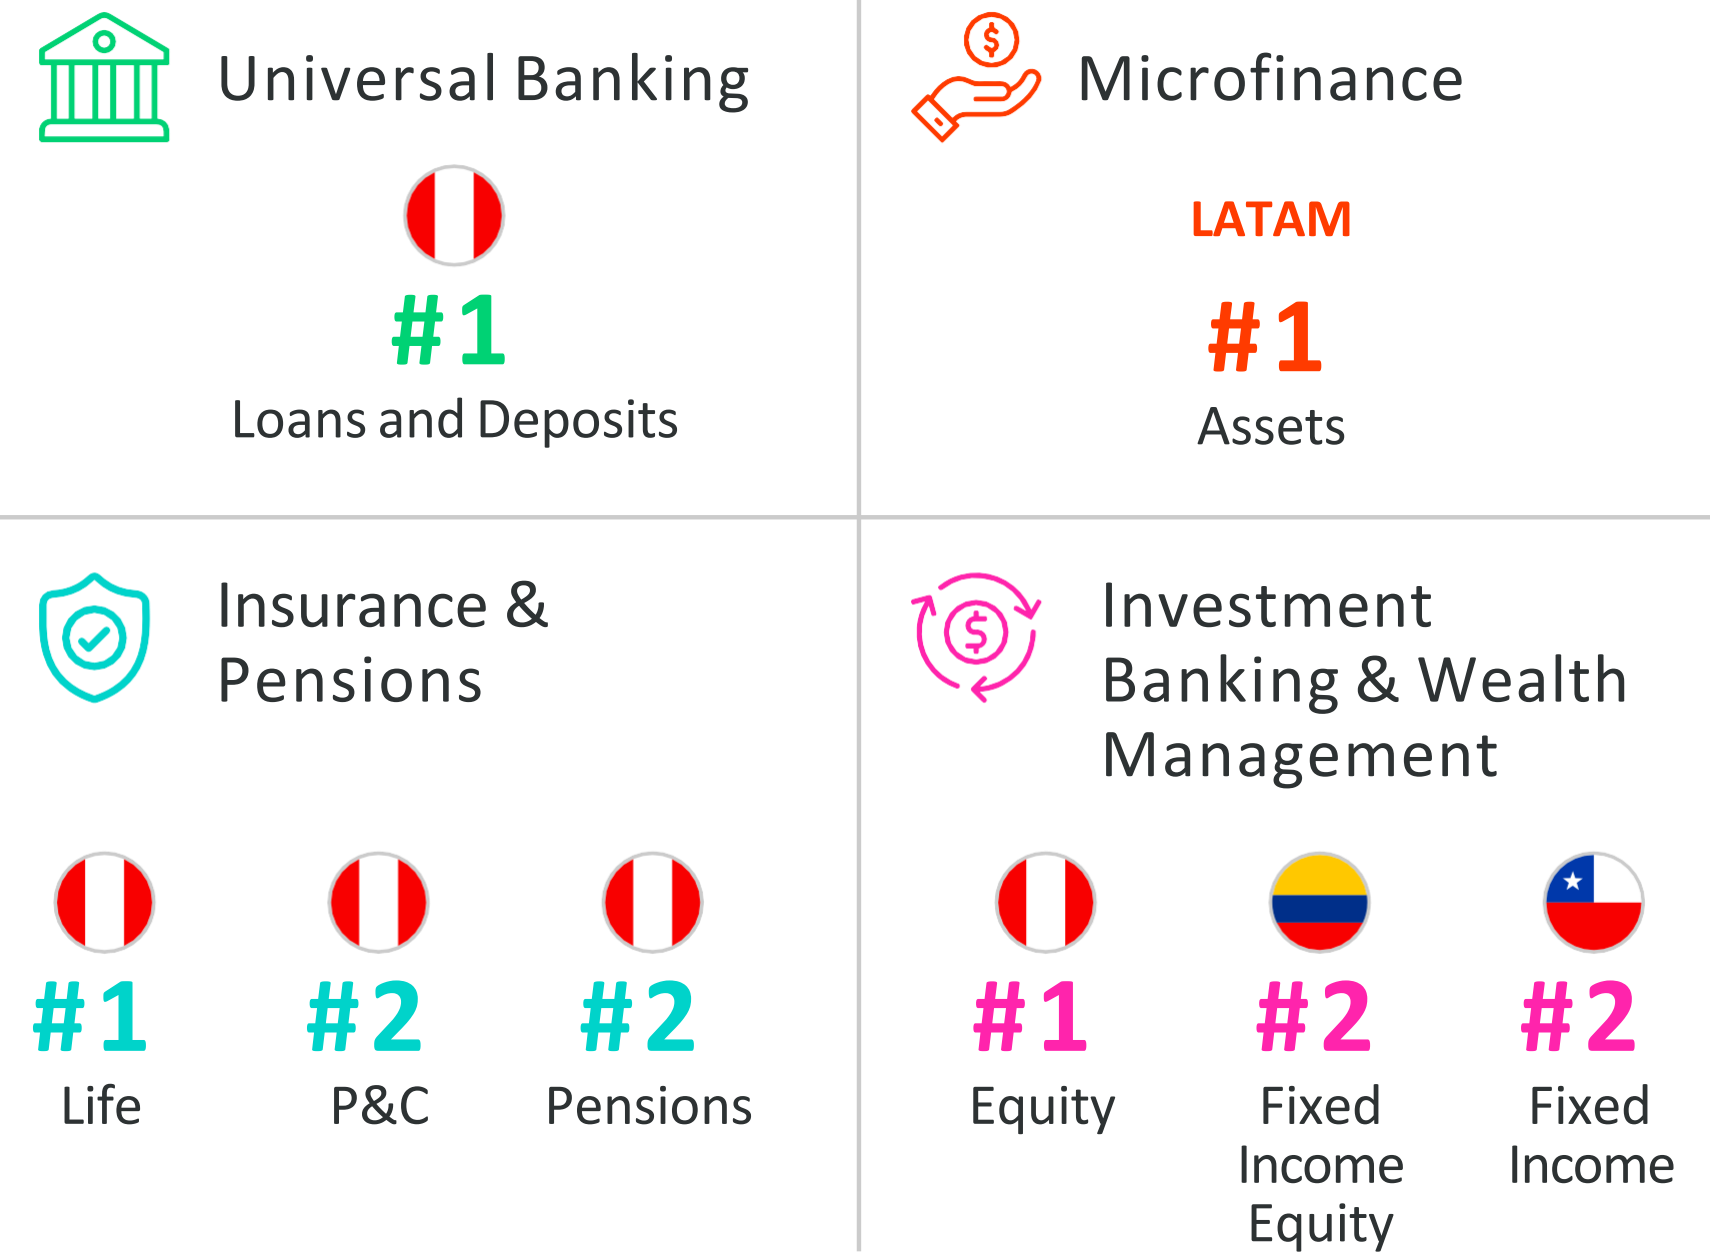 Universal Banking
#1
Loans and Deposits
Microfinance
LATAM
#1
Assets
Insurance &
Pensions
#1
Life
#2
P&C
#2
Pensions
Investment
Banking & Wealth
Management
#1
Equity
#2
Fixed
Income
Equity
#2
Fixed
Income